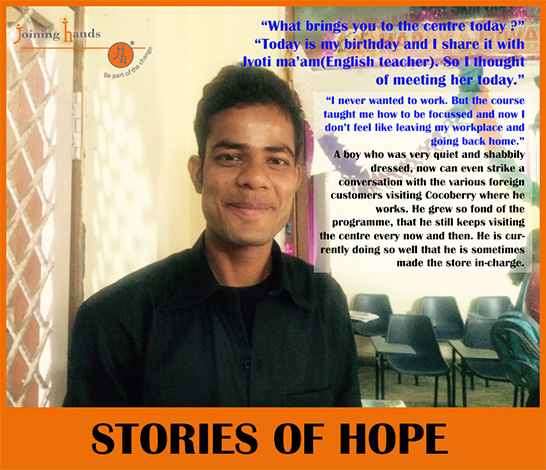 Joining Hands
jh
®
Be part of the change
“What brings you to the centre today ?”
“Today is my birthday and I share it with
Jyoti ma’am(English teacher). So I thought
of meeting her today.”
“I never wanted to work. But the course
taught me how to be focussed and now I
don’t feel like leaving my workplace and
going back home.”
A boy who was very quiet and shabbily
dressed, now can even strike a
conversation with the various foreign
customers visiting Cocoberry where he
works. He grew so fond of the
programme, that he still keeps visiting
the centre every now and then. He is cur-
rently doing so well that he is sometimes
made the store in-charge.
STORIES OF HOPE